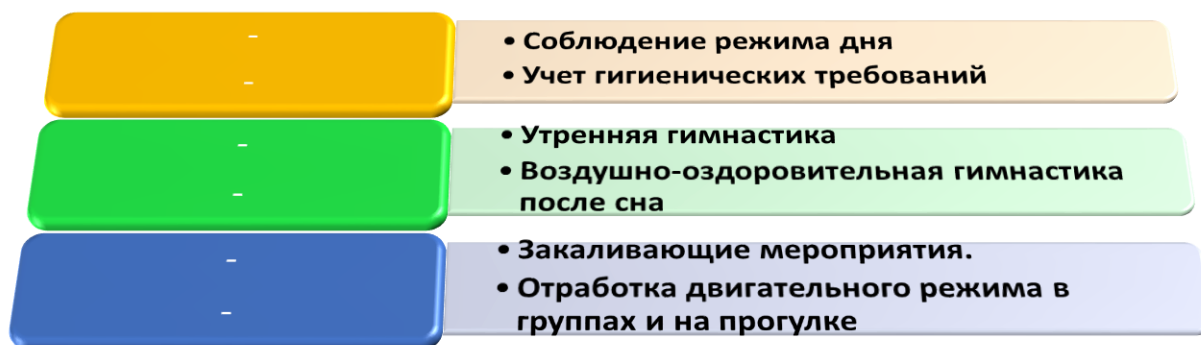 -
-
• Соблюдение режима дня
• Учет гигиенических требований
-
-
• Утренняя гимнастика
• Воздушно-оздоровительная гимнастика
после сна
-
-
• Закаливающие мероприятия.
• Отработка двигательного режима в
группах и на прогулке